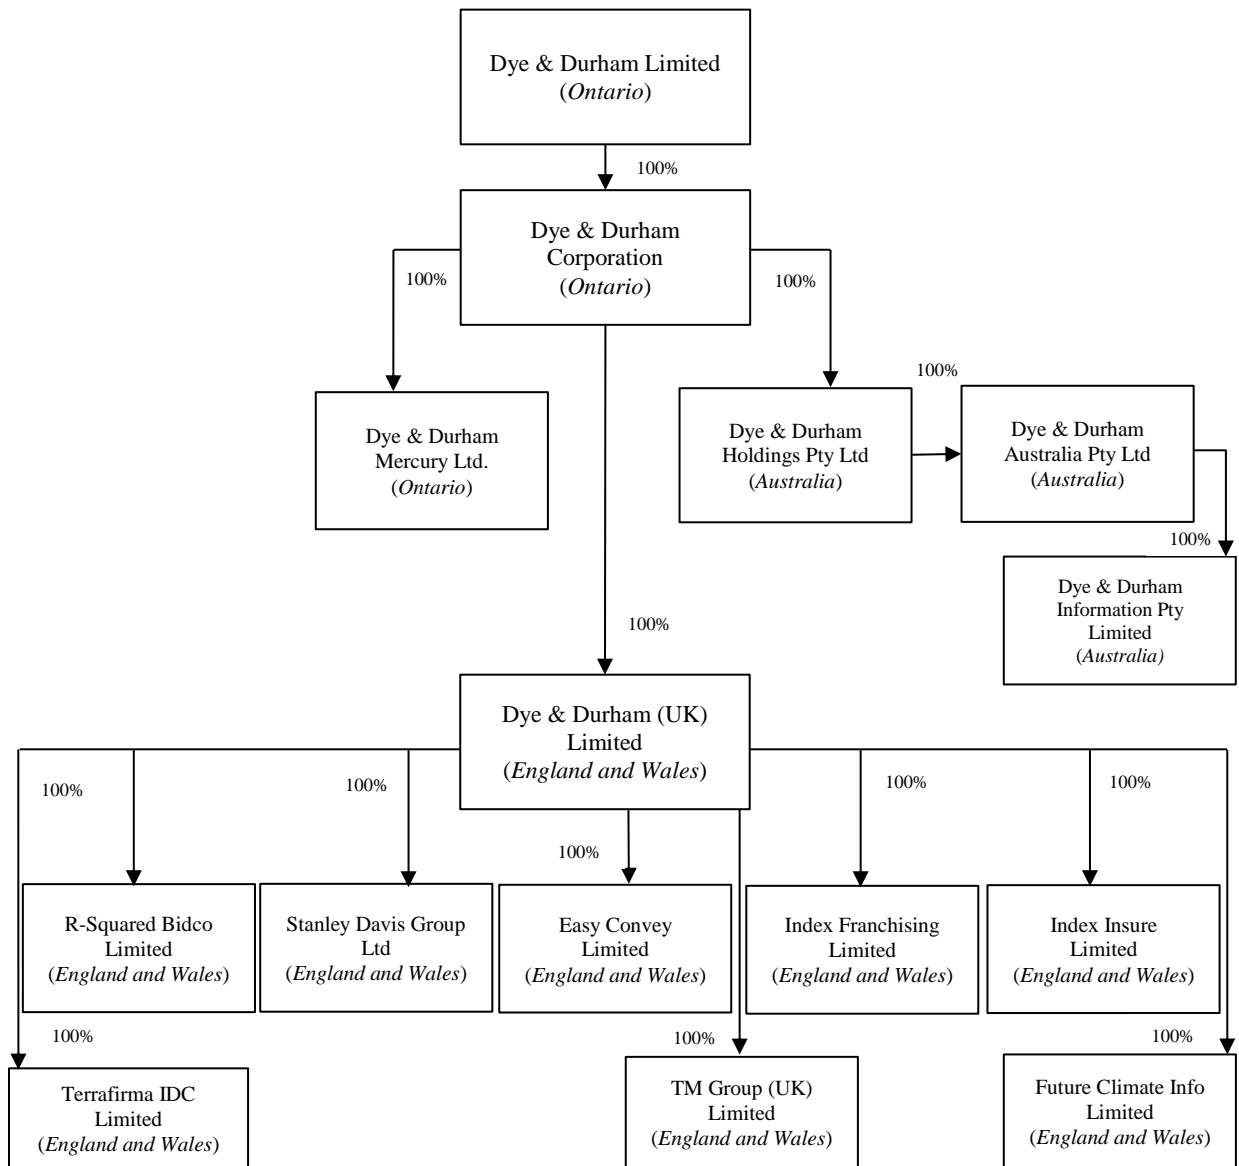 Dye & Durham Limited
(Ontario)
100%
Dye & Durham
Corporation
(Ontario)
100%
100%
Dye & Durham
Mercury Ltd.
(Ontario)
Dye & Durham
Holdings Pty Ltd
(Australia)
100%
Dye & Durham
Australia Pty Ltd
(Australia)
100%
Dye & Durham
Information Pty
Limited
(Australia)
100%
Dye & Durham (UK)
Limited
(England and Wales)
100%
100%
100%
100%
100%
R-Squared Bidco
Limited
(England and Wales)
Stanley Davis Group
Ltd
(England and Wales)
Easy Convey
Limited
(England and Wales)
Index Franchising
Limited
(England and Wales)
Index Insure
Limited
(England and Wales)
100%
100%
100%
Terrafirma IDC
Limited
(England and Wales)
TM Group (UK)
Limited
(England and Wales)
Future Climate Info
Limited
(England and Wales)